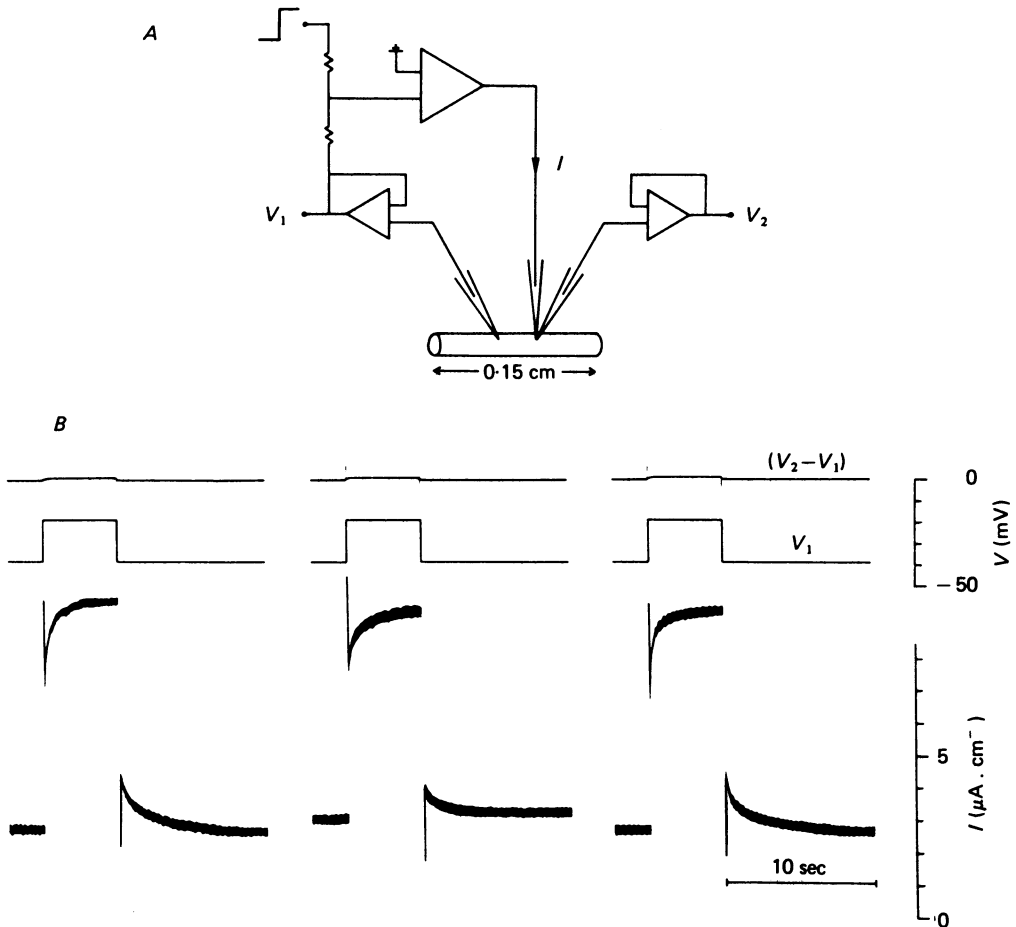 A
I
V₁
V₂
0·15 cm
B
(V₂−V₁)
V₁
0
−50
V (mV)
5
0
I (μA . cm⁻)
10 sec